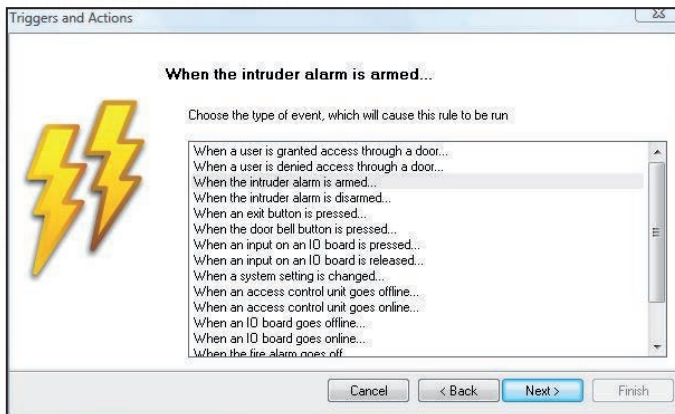 Triggers and Actions
When the intruder alarm is armed...
Choose the type of event, which will cause this rule to be run
When a user is granted access through a door...
When a user is denied access through a door...
When the intruder alarm is armed...
When the intruder alarm is disarmed...
When an exit button is pressed...
When the door bell button is pressed...
When an input on an IO board is pressed...
When an input on an IO board is released...
When a system setting is changed...
When an access control unit goes offline...
When an access control unit goes online...
When an IO board goes offline...
When an IO board goes online...
When the fire alarm goes off...
Cancel < Back Next > Finish